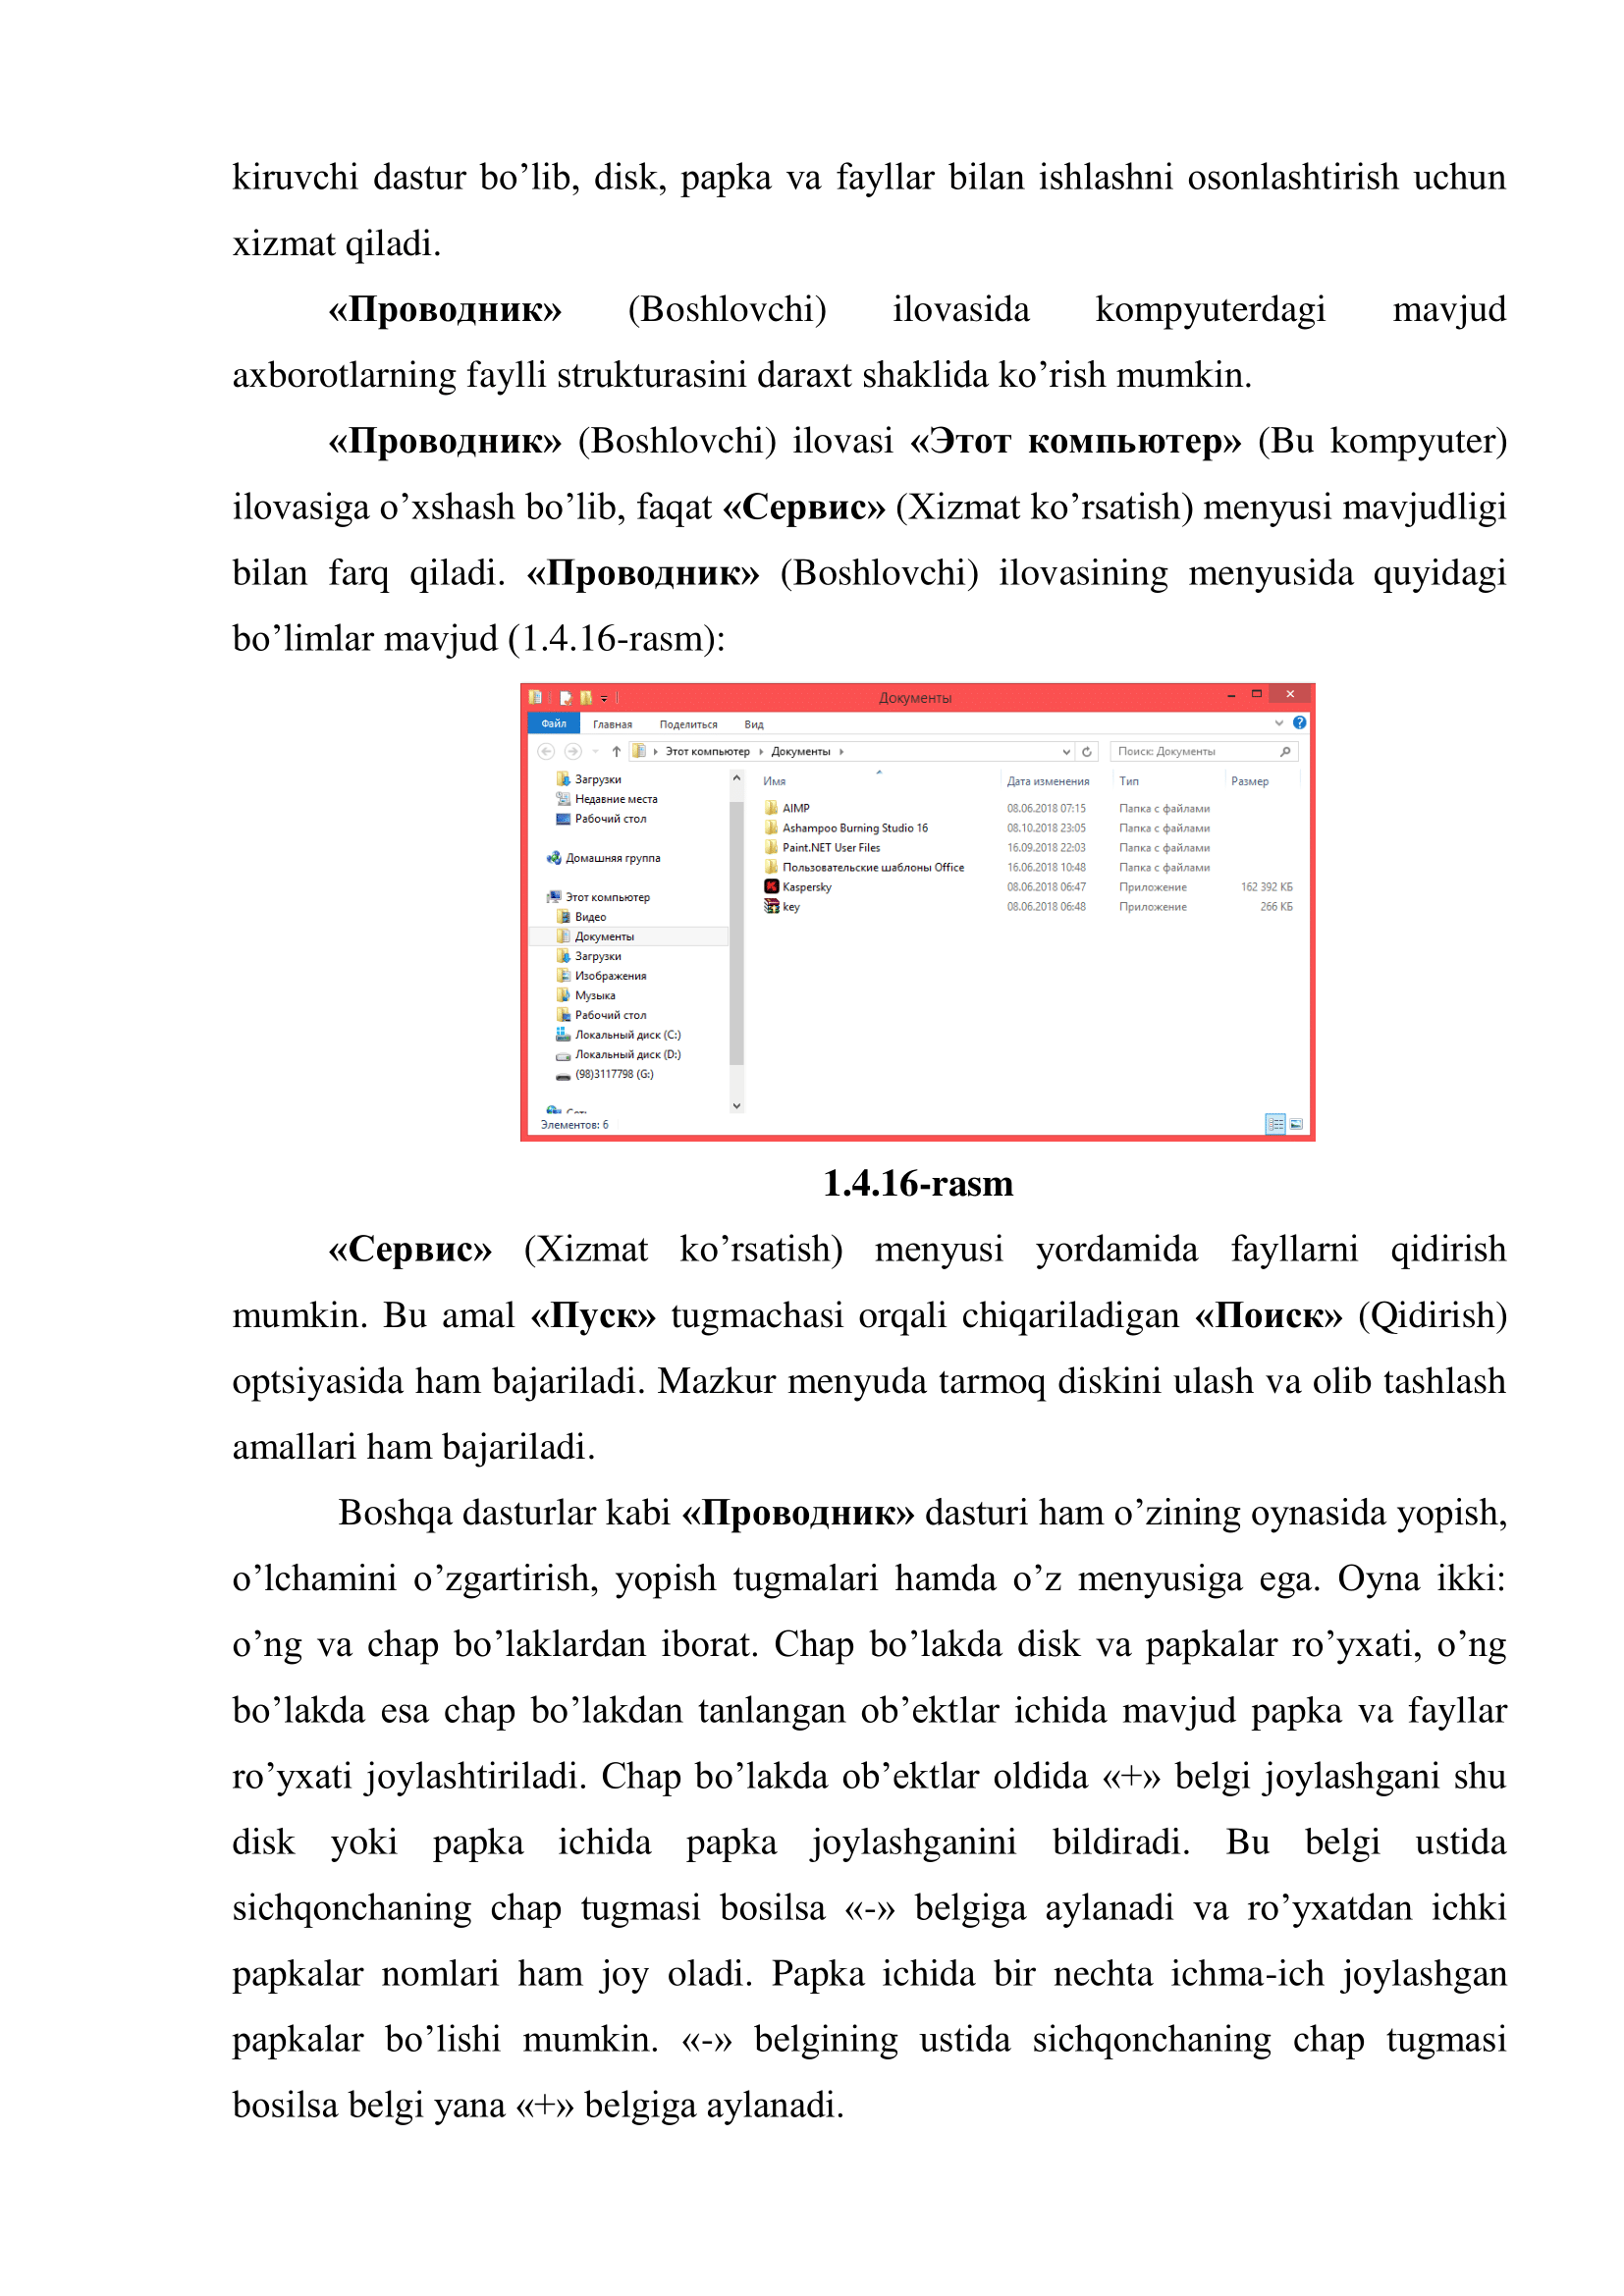 kiruvchi dastur bo’lib, disk, papka va fayllar bilan ishlashni osonlashtirish uchun
xizmat qiladi.
«Проводник» (Boshlovchi) ilovasida kompyuterdagi mavjud
axborotlarning faylli strukturasini daraxt shaklida ko’rish mumkin.
«Проводник» (Boshlovchi) ilovasi «Этот компьютер» (Bu kompyuter)
ilovasiga o’xshash bo’lib, faqat «Сервис» (Xizmat ko’rsatish) menyusi mavjudligi
bilan farq qiladi. «Проводник» (Boshlovchi) ilovasining menyusida quyidagi
bo’limlar mavjud (1.4.16-rasm):
Документы
Файл Главная Поделиться Вид
Этот компьютер Документы Поиск: Документы
Загрузки
Недавние места
Рабочий стол
Домашняя группа
Этот компьютер
Видео
Документы
Загрузки
Изображения
Музыка
Рабочий стол
Локальный диск (C:)
Локальный диск (D:)
(98)3117798 (G:)
Сеть
Имя Дата изменения Тип Размер
AIMP 08.06.2018 07:15 Папка с файлами
Ashampoo Burning Studio 16 08.10.2018 23:05 Папка с файлами
Paint.NET User Files 16.09.2018 22:03 Папка с файлами
Пользовательские шаблоны Office 16.06.2018 10:48 Папка с файлами
Kaspersky 08.06.2018 06:47 Приложение 162 392 КБ
key 08.06.2018 06:48 Приложение 266 КБ
Элементов: 6
1.4.16-rasm
«Сервис» (Xizmat ko’rsatish) menyusi yordamida fayllarni qidirish
mumkin. Bu amal «Пуск» tugmachasi orqali chiqariladigan «Поиск» (Qidirish)
optsiyasida ham bajariladi. Mazkur menyuda tarmoq diskini ulash va olib tashlash
amallari ham bajariladi.
Boshqa dasturlar kabi «Проводник» dasturi ham o’zining oynasida yopish,
o’lchamini o’zgartirish, yopish tugmalari hamda o’z menyusiga ega. Oyna ikki:
o’ng va chap bo’laklardan iborat. Chap bo’lakda disk va papkalar ro’yxati, o’ng
bo’lakda esa chap bo’lakdan tanlangan ob’ektlar ichida mavjud papka va fayllar
ro’yxati joylashtiriladi. Chap bo’lakda ob’ektlar oldida «+» belgi joylashgani shu
disk yoki papka ichida papka joylashganini bildiradi. Bu belgi ustida
sichqonchaning chap tugmasi bosilsa «-» belgiga aylanadi va ro’yxatdan ichki
papkalar nomlari ham joy oladi. Papka ichida bir nechta ichma-ich joylashgan
papkalar bo’lishi mumkin. «-» belgining ustida sichqonchaning chap tugmasi
bosilsa belgi yana «+» belgiga aylanadi.